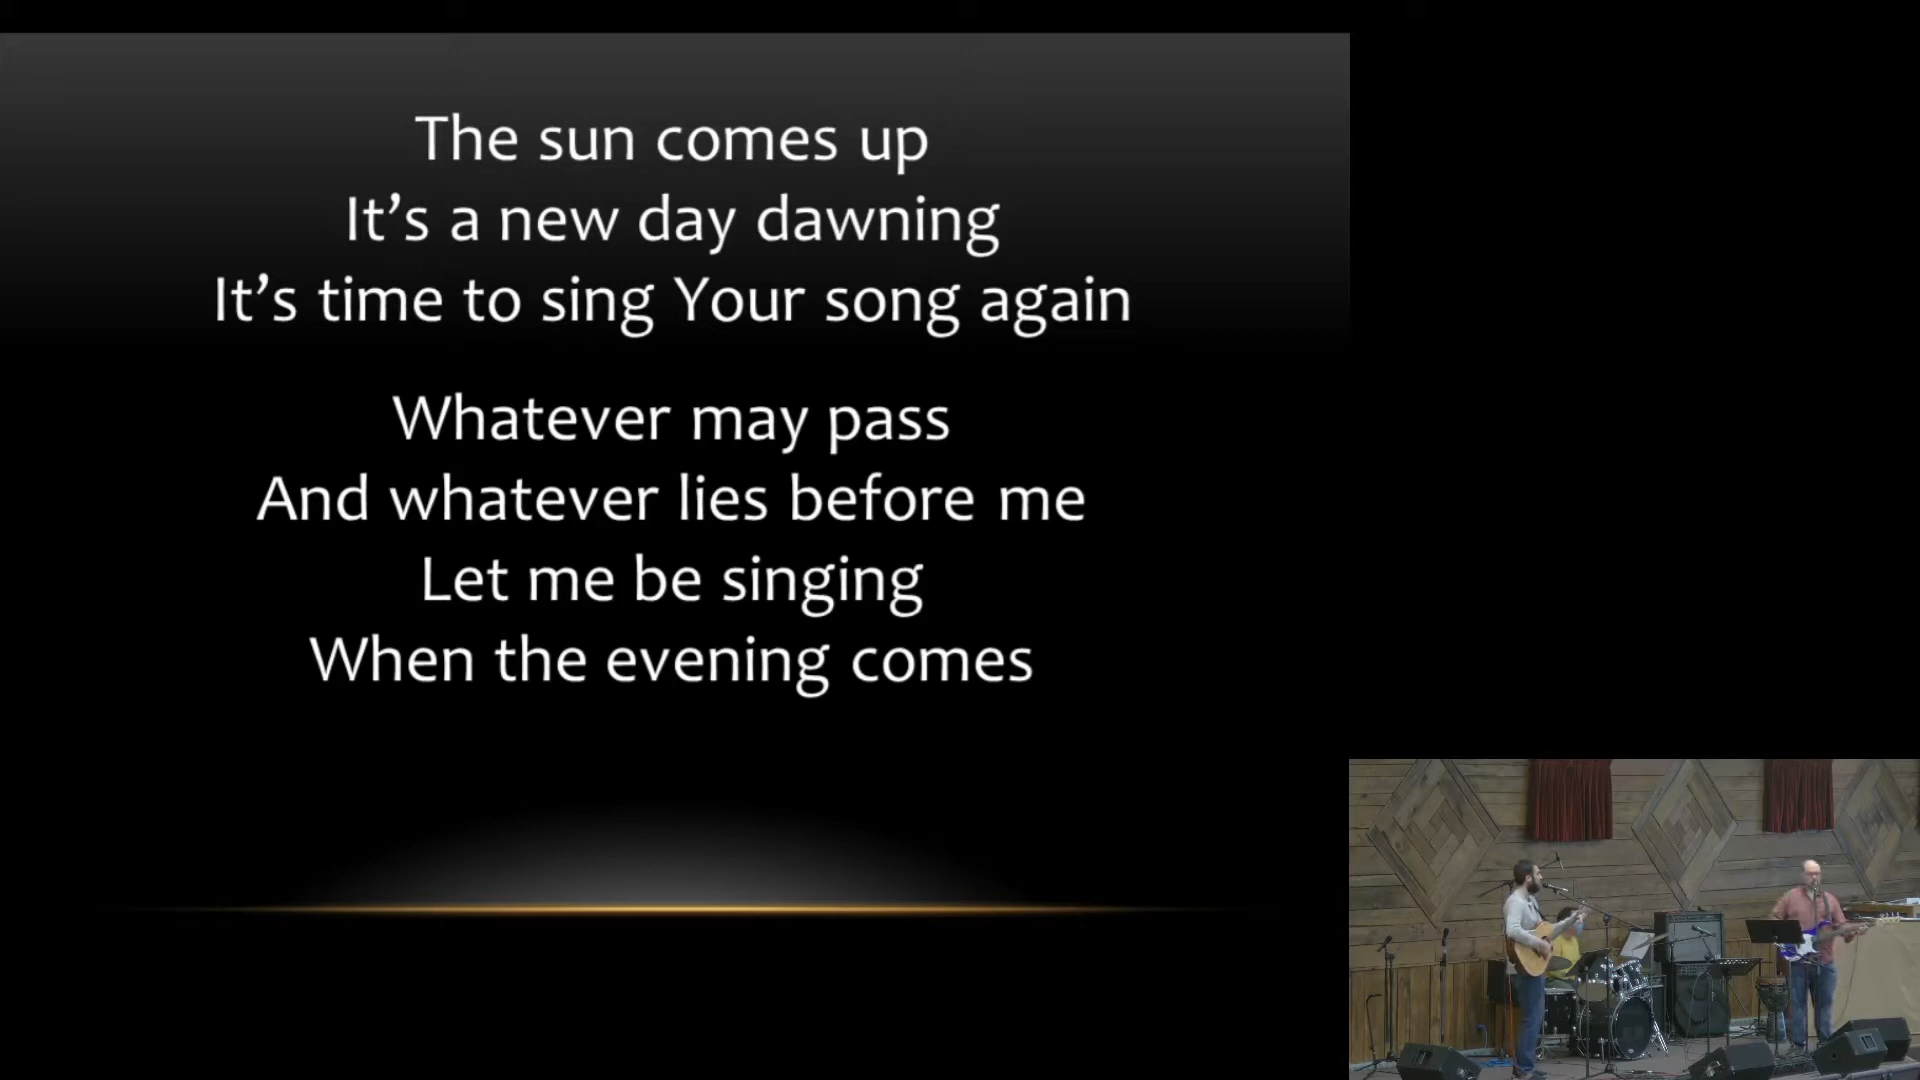 The sun comes up
It’s a new day dawning
It’s time to sing Your song again
Whatever may pass
And whatever lies before me
Let me be singing
When the evening comes